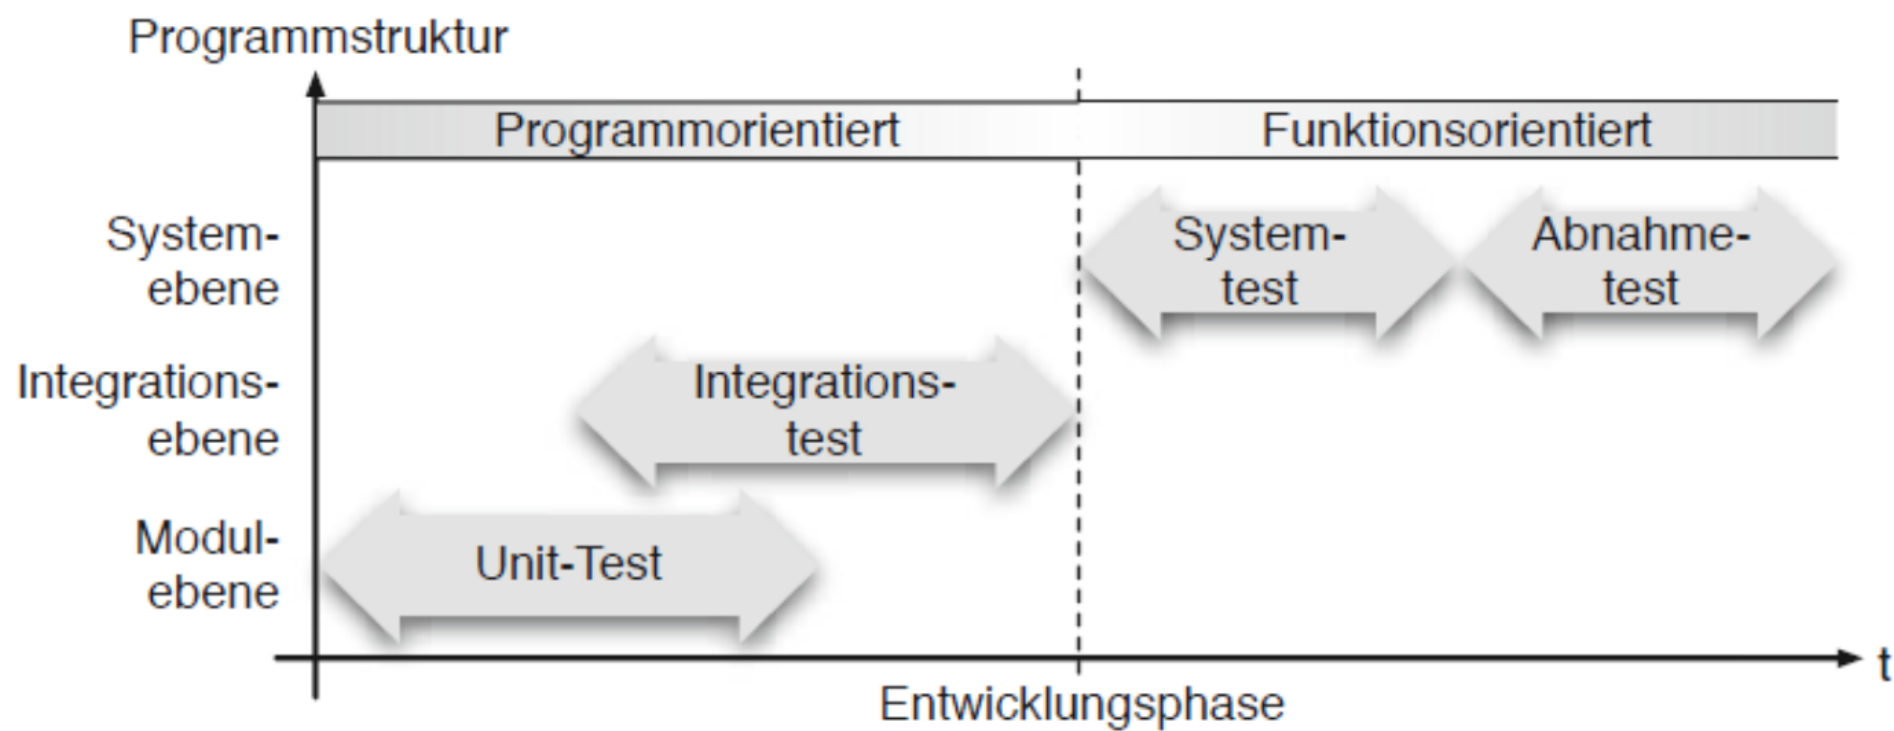 Programmstruktur
Programmorientiert
Funktionsorientiert
System-
ebene
System-
test
Abnahme-
test
Integrations-
ebene
Integrations-
test
Modul-
ebene
Unit-Test
t
Entwicklungsphase